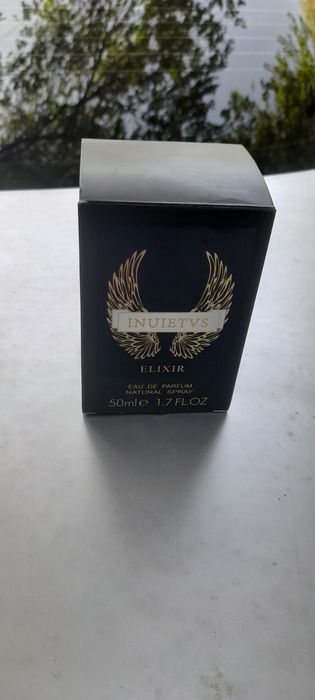 INUIETVS
ELIXIR
EAU DE PARFUM
NATURAL SPRAY
50ml℮ 1.7 FL.OZ